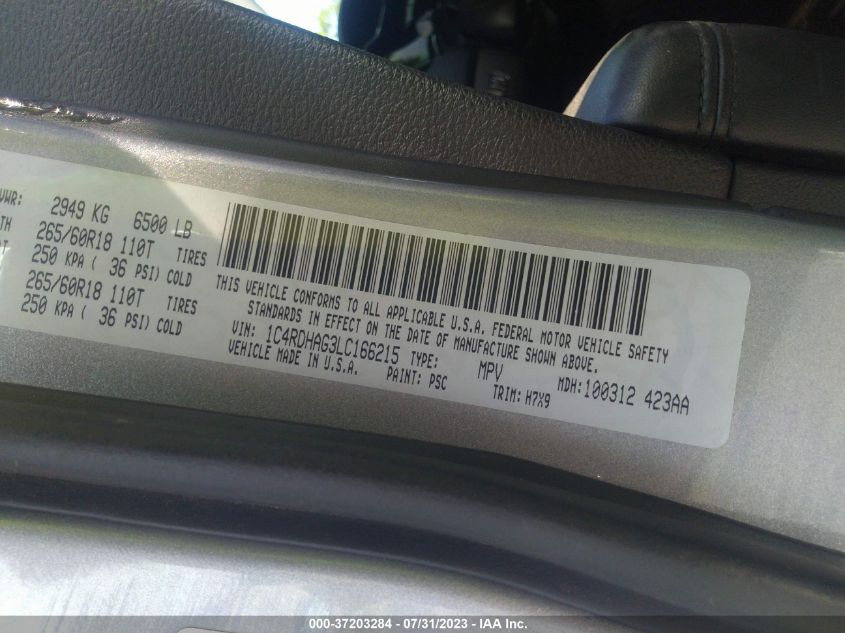 VWR: 2949 KG 6500 LB
TH 265/60R18 110T TIRES
250 KPA ( 36 PSI) COLD
265/60R18 110T TIRES
250 KPA ( 36 PSI) COLD
THIS VEHICLE CONFORMS TO ALL APPLICABLE U.S.A. FEDERAL MOTOR VEHICLE SAFETY
STANDARDS IN EFFECT ON THE DATE OF MANUFACTURE SHOWN ABOVE.
VIN: 1C4RDHAG3LC166215 TYPE: MPV MDH:100312 423AA
VEHICLE MADE IN U.S.A. PAINT: PSC TRIM: H7X9
000-37203284 - 07/31/2023 - IAA Inc.